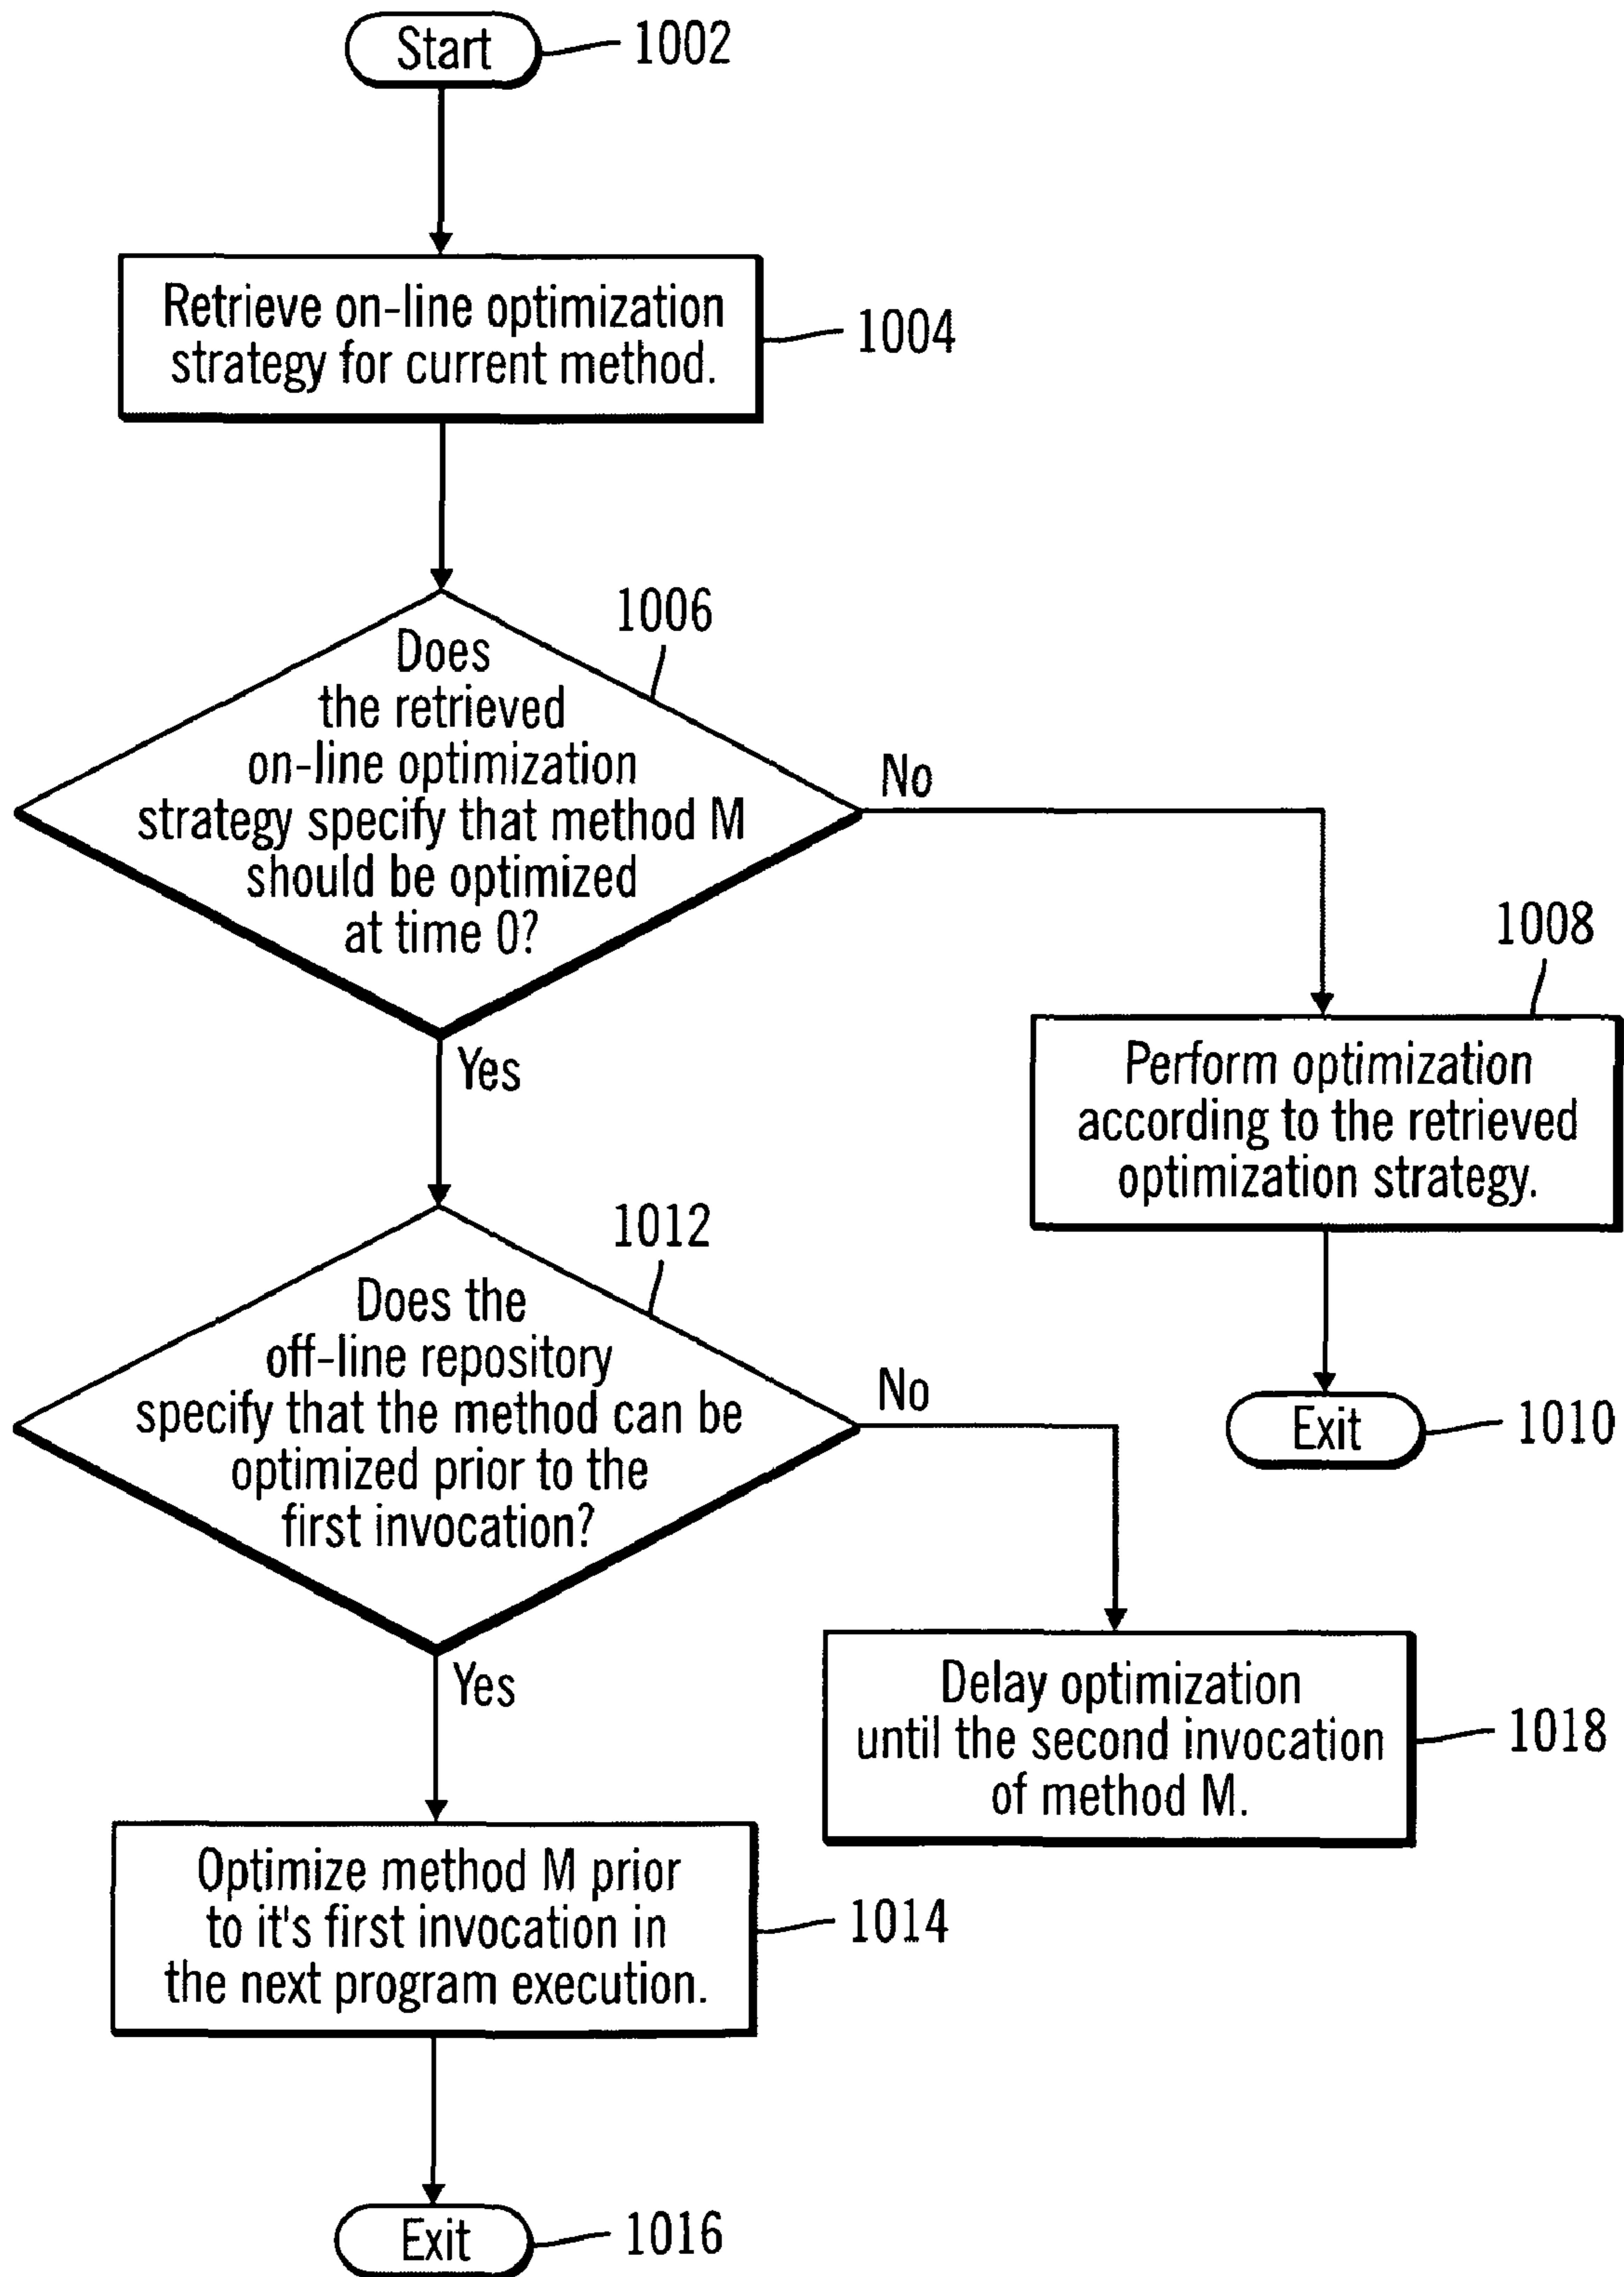 Start
1002
Retrieve on-line optimization
strategy for current method.
1004
1006
Does
the retrieved
on-line optimization
strategy specify that method M
should be optimized
at time 0?
No
Yes
1008
Perform optimization
according to the retrieved
optimization strategy.
Exit
1010
1012
Does the
off-line repository
specify that the method can be
optimized prior to the
first invocation?
No
Yes
Delay optimization
until the second invocation
of method M.
1018
Optimize method M prior
to it's first invocation in
the next program execution.
1014
Exit
1016